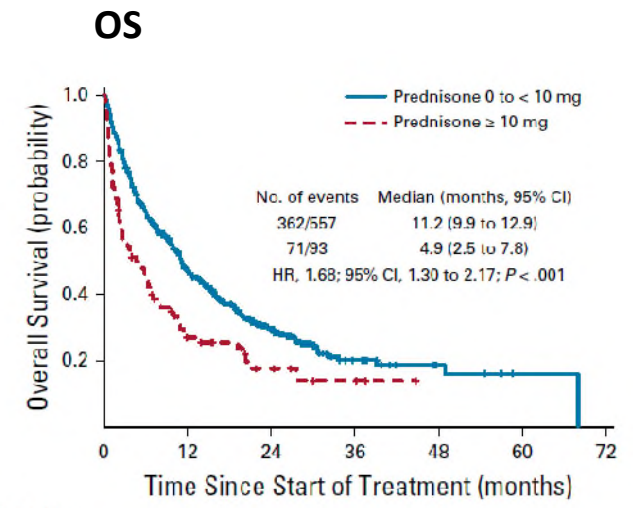 OS
Overall Survival (probability)
1.0
0.8
0.6
0.4
0.2
Prednisone 0 to < 10 mg
Prednisone ≥ 10 mg
No. of events Median (months, 95% CI)
362/557 11.2 (9.9 to 12.9)
71/93 4.9 (2.5 to 7.8)
HR, 1.68; 95% CI, 1.30 to 2.17; P < .001
0 12 24 36 48 60 72
Time Since Start of Treatment (months)